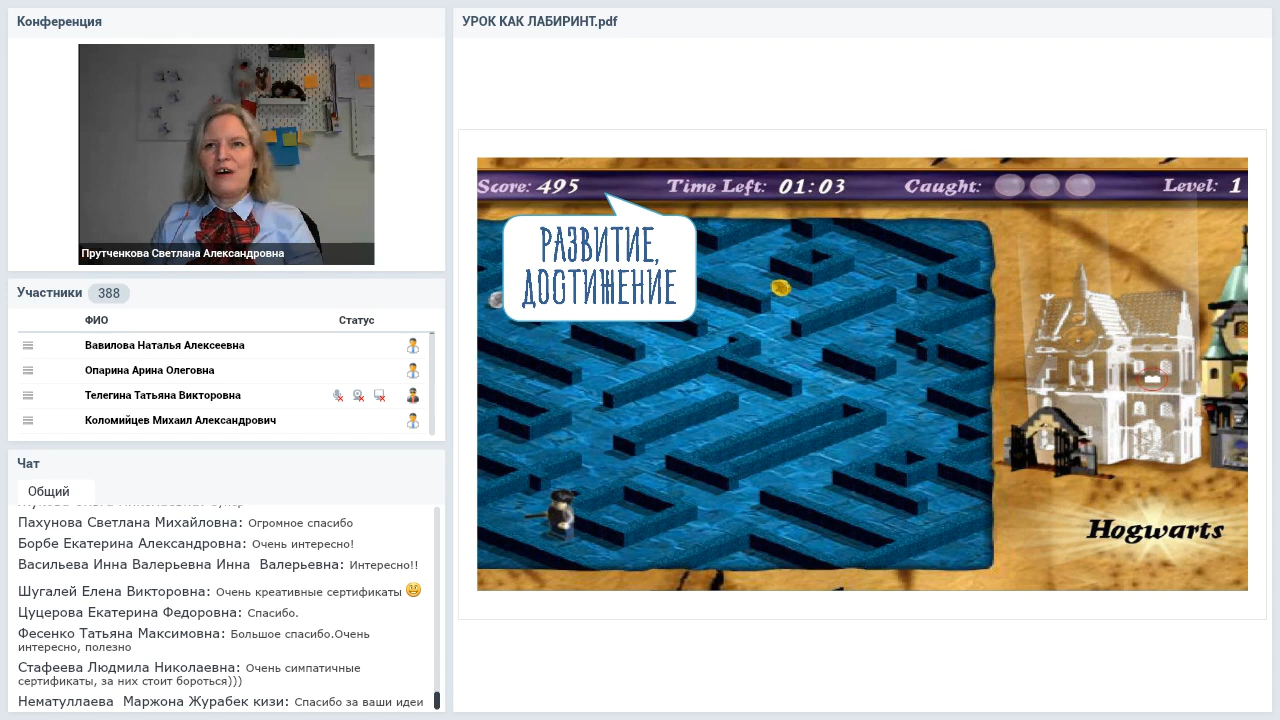 Конференция
Прутченкова Светлана Александровна
Участники 388
ФИО Статус
Вавилова Наталья Алексеевна
Опарина Арина Олеговна
Телегина Татьяна Викторовна
Коломийцев Михаил Александрович
Чат
Общий
Пахунова Светлана Михайловна: Огромное спасибо
Борбе Екатерина Александровна: Очень интересно!
Васильева Инна Валерьевна Инна Валерьевна: Интересно!!
Шугалей Елена Викторовна: Очень креативные сертификаты
Цуцерова Екатерина Федоровна: Спасибо.
Фесенко Татьяна Максимовна: Большое спасибо.Очень
интересно, полезно
Стафеева Людмила Николаевна: Очень симпатичные
сертификаты, за них стоит бороться)))
Нематуллаева Маржона Журабек кизи: Спасибо за ваши идеи
УРОК КАК ЛАБИРИНТ.pdf
Score: 495 Time Left: 01:03 Caught: Level: 1
РАЗВИТИЕ,
ДОСТИЖЕНИЕ
Hogwarts